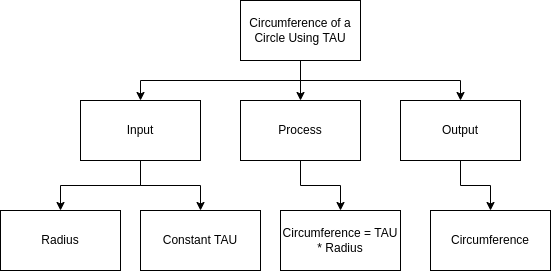 Circumference of a
Circle Using TAU
Input
Process
Output
Radius
Constant TAU
Circumference = TAU
* Radius
Circumference